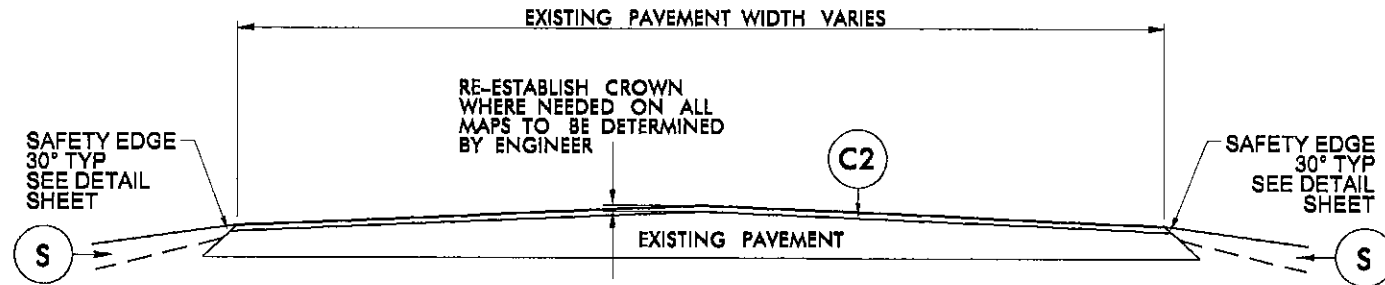 EXISTING PAVEMENT WIDTH VARIES
RE-ESTABLISH CROWN
WHERE NEEDED ON ALL
MAPS TO BE DETERMINED
BY ENGINEER
SAFETY EDGE
30° TYP
SEE DETAIL
SHEET
C2
SAFETY EDGE
30° TYP
SEE DETAIL
SHEET
S
EXISTING PAVEMENT
S